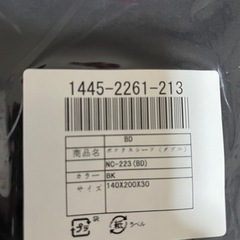 1445-2261-213
BD
商品名 ボックスシーツ(ダブル)
NC-223(BD)
カラー BK
サイズ 140X200X30
袋
ラベル